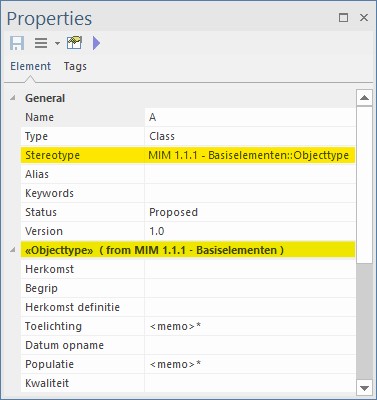 Properties
Element Tags
General
Name A
Type Class
Stereotype MIM 1.1.1 - Basiselementen::Objecttype
Alias
Keywords
Status Proposed
Version 1.0
«Objecttype» ( from MIM 1.1.1 - Basiselementen )
Herkomst
Begrip
Herkomst definitie
Toelichting <memo>*
Datum opname
Populatie <memo>*
Kwaliteit